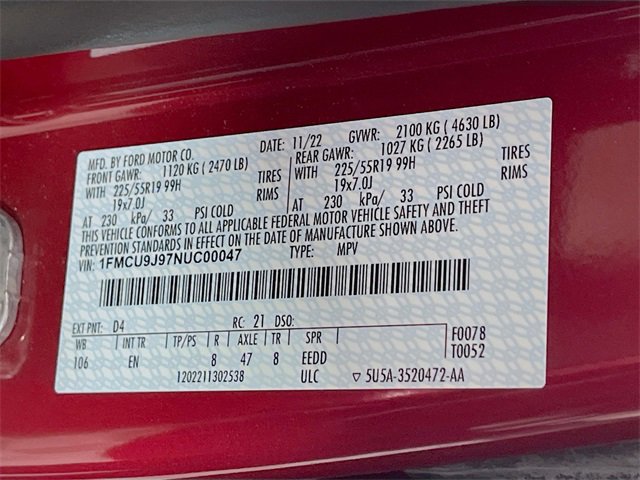 MFD. BY FORD MOTOR CO. DATE: 11/22 GVWR: 2100 KG ( 4630 LB)
FRONT GAWR: 1120 KG ( 2470 LB) REAR GAWR: 1027 KG ( 2265 LB)
WITH 225/55R19 99H TIRES WITH 225/55R19 99H TIRES
19x7.0J RIMS 19x7.0J RIMS
AT 230 kPa/ 33 PSI COLD AT 230 kPa/ 33 PSI COLD
THIS VEHICLE CONFORMS TO ALL APPLICABLE FEDERAL MOTOR VEHICLE SAFETY AND THEFT
PREVENTION STANDARDS IN EFFECT ON THE DATE OF MANUFACTURE SHOWN ABOVE.
VIN: 1FMCU9J97NUC00047 TYPE: MPV
EXT PNT: D4 RC: 21 DSO:
WB INT TR TP/PS R AXLE TR SPR F0078
106 EN 8 47 8 EEDD T0052
1202211302538 ULC ▽ 5U5A-3520472-AA